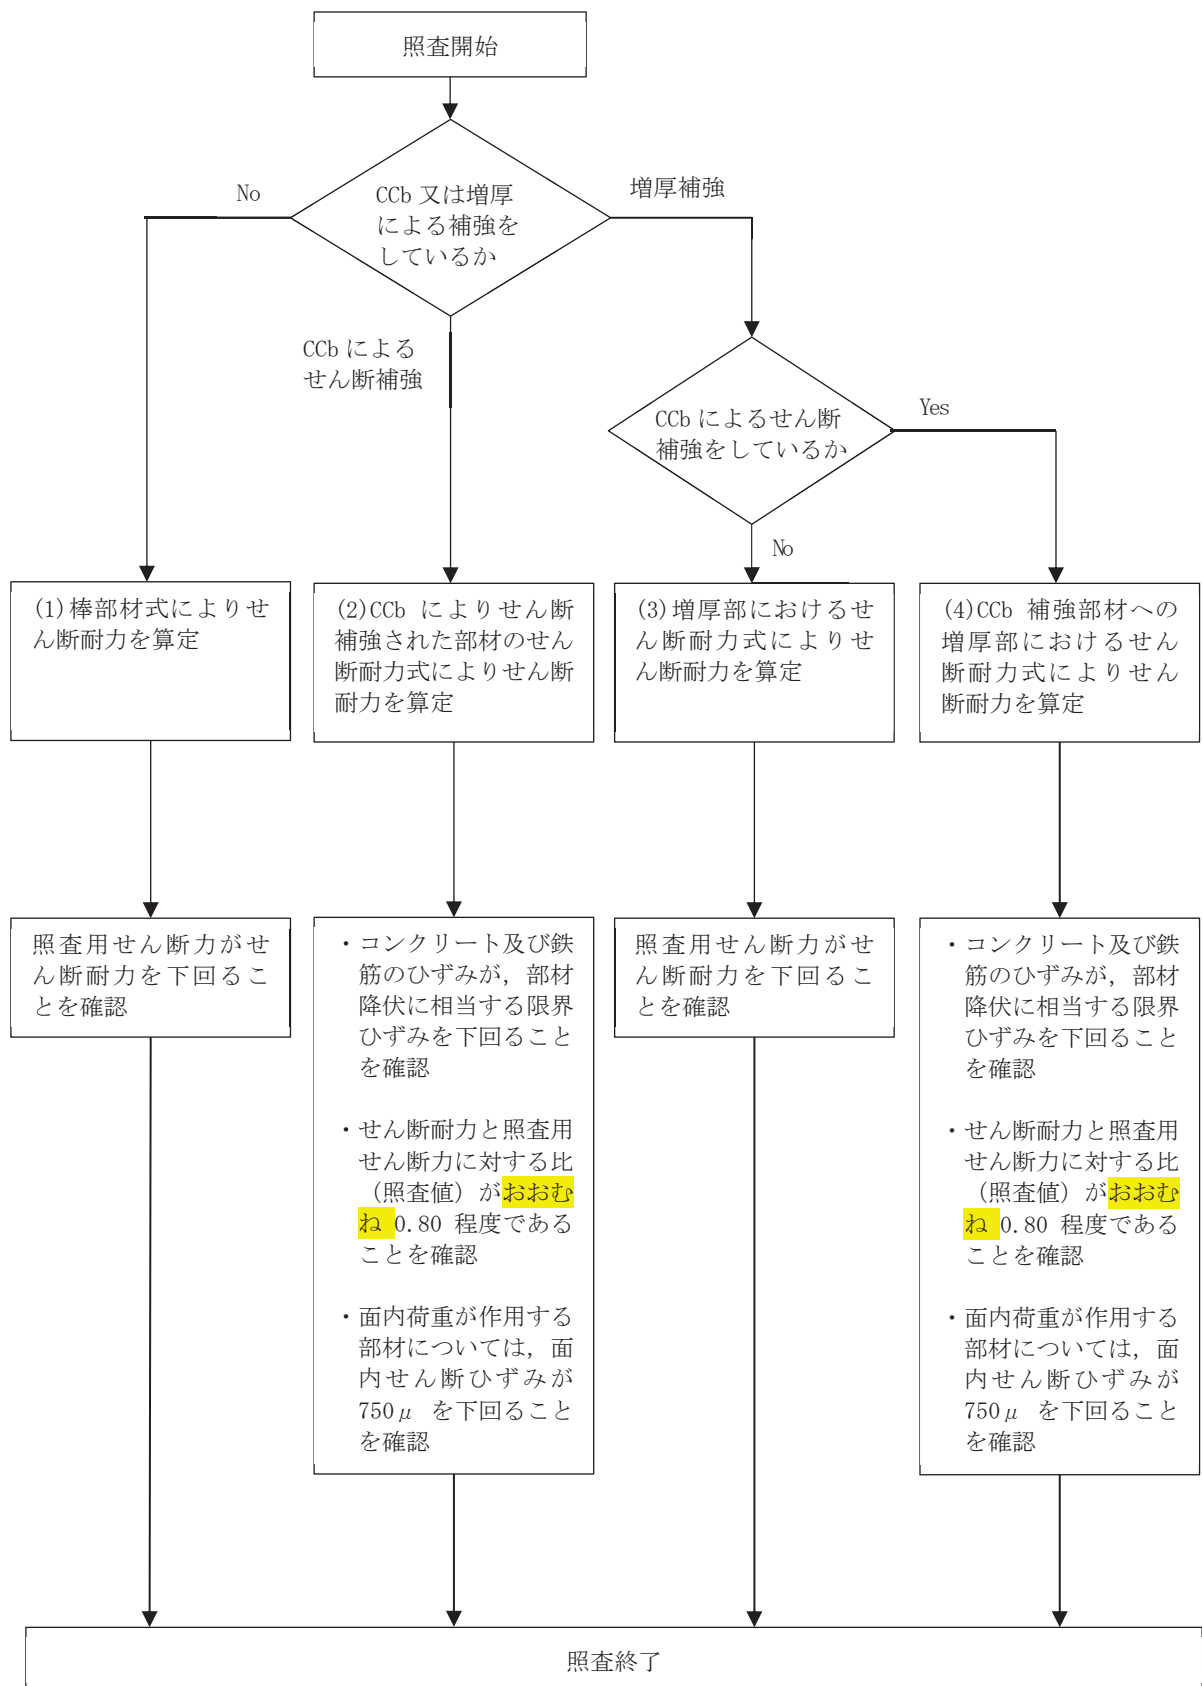 照査開始
No
CCb 又は増厚
による補強を
しているか
増厚補強
CCb による
せん断補強
CCb によるせん断
補強をしているか
Yes
No
(1)棒部材式によりせ
ん断耐力を算定
(2)CCb によりせん断
補強された部材のせん
断耐力式によりせん断
耐力を算定
(3)増厚部におけるせ
ん断耐力式によりせ
ん断耐力を算定
(4)CCb 補強部材への
増厚部におけるせん
断耐力式によりせん
断耐力を算定
照査用せん断力がせ
ん断耐力を下回るこ
とを確認
・コンクリート及び鉄
筋のひずみが，部材
降伏に相当する限界
ひずみを下回ること
を確認
・せん断耐力と照査用
せん断力に対する比
（照査値）がおおむ
ね 0.80 程度である
ことを確認
・面内荷重が作用する
部材については，面
内せん断ひずみが
750μ を下回ること
を確認
照査用せん断力がせ
ん断耐力を下回るこ
とを確認
・コンクリート及び鉄
筋のひずみが，部材
降伏に相当する限界
ひずみを下回ること
を確認
・せん断耐力と照査用
せん断力に対する比
（照査値）がおおむ
ね 0.80 程度である
ことを確認
・面内荷重が作用する
部材については，面
内せん断ひずみが
750μ を下回ること
を確認
照査終了